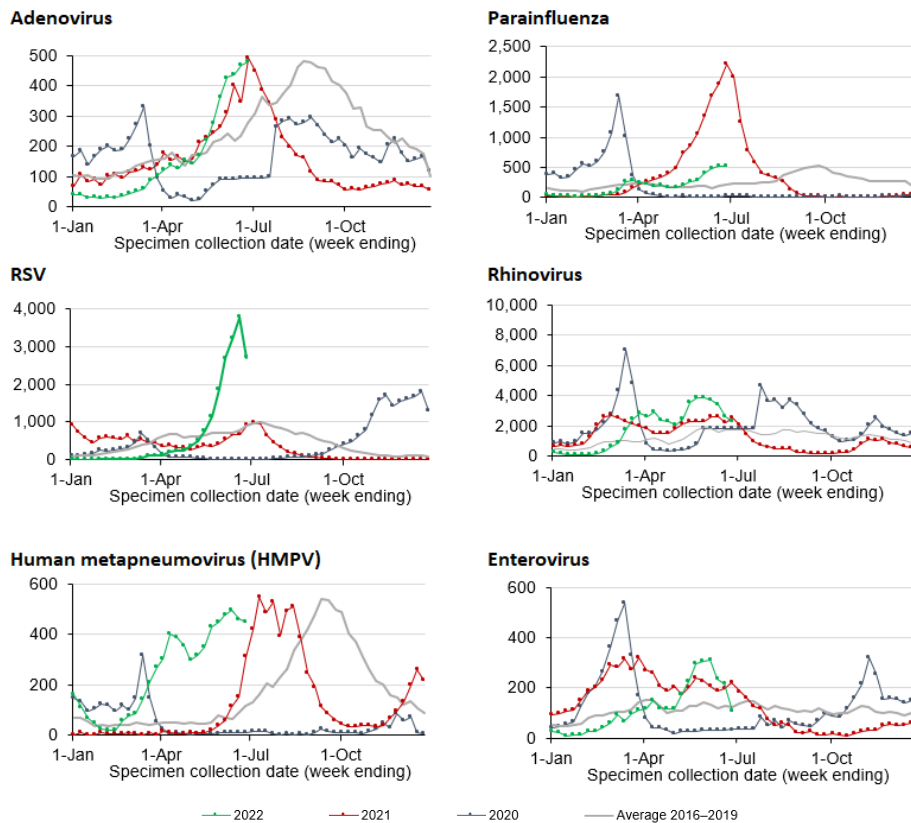 Adenovirus
500
400
300
200
100
0
1-Jan 1-Apr 1-Jul 1-Oct
Specimen collection date (week ending)
Parainfluenza
2,500
2,000
1,500
1,000
500
0
1-Jan 1-Apr 1-Jul 1-Oct
Specimen collection date (week ending)
RSV
4,000
3,000
2,000
1,000
0
1-Jan 1-Apr 1-Jul 1-Oct
Specimen collection date (week ending)
Rhinovirus
10,000
8,000
6,000
4,000
2,000
0
1-Jan 1-Apr 1-Jul 1-Oct
Specimen collection date (week ending)
Human metapneumovirus (HMPV)
600
400
200
0
1-Jan 1-Apr 1-Jul 1-Oct
Specimen collection date (week ending)
Enterovirus
600
400
200
0
1-Jan 1-Apr 1-Jul 1-Oct
Specimen collection date (week ending)
2022 2021 2020 Average 2016–2019